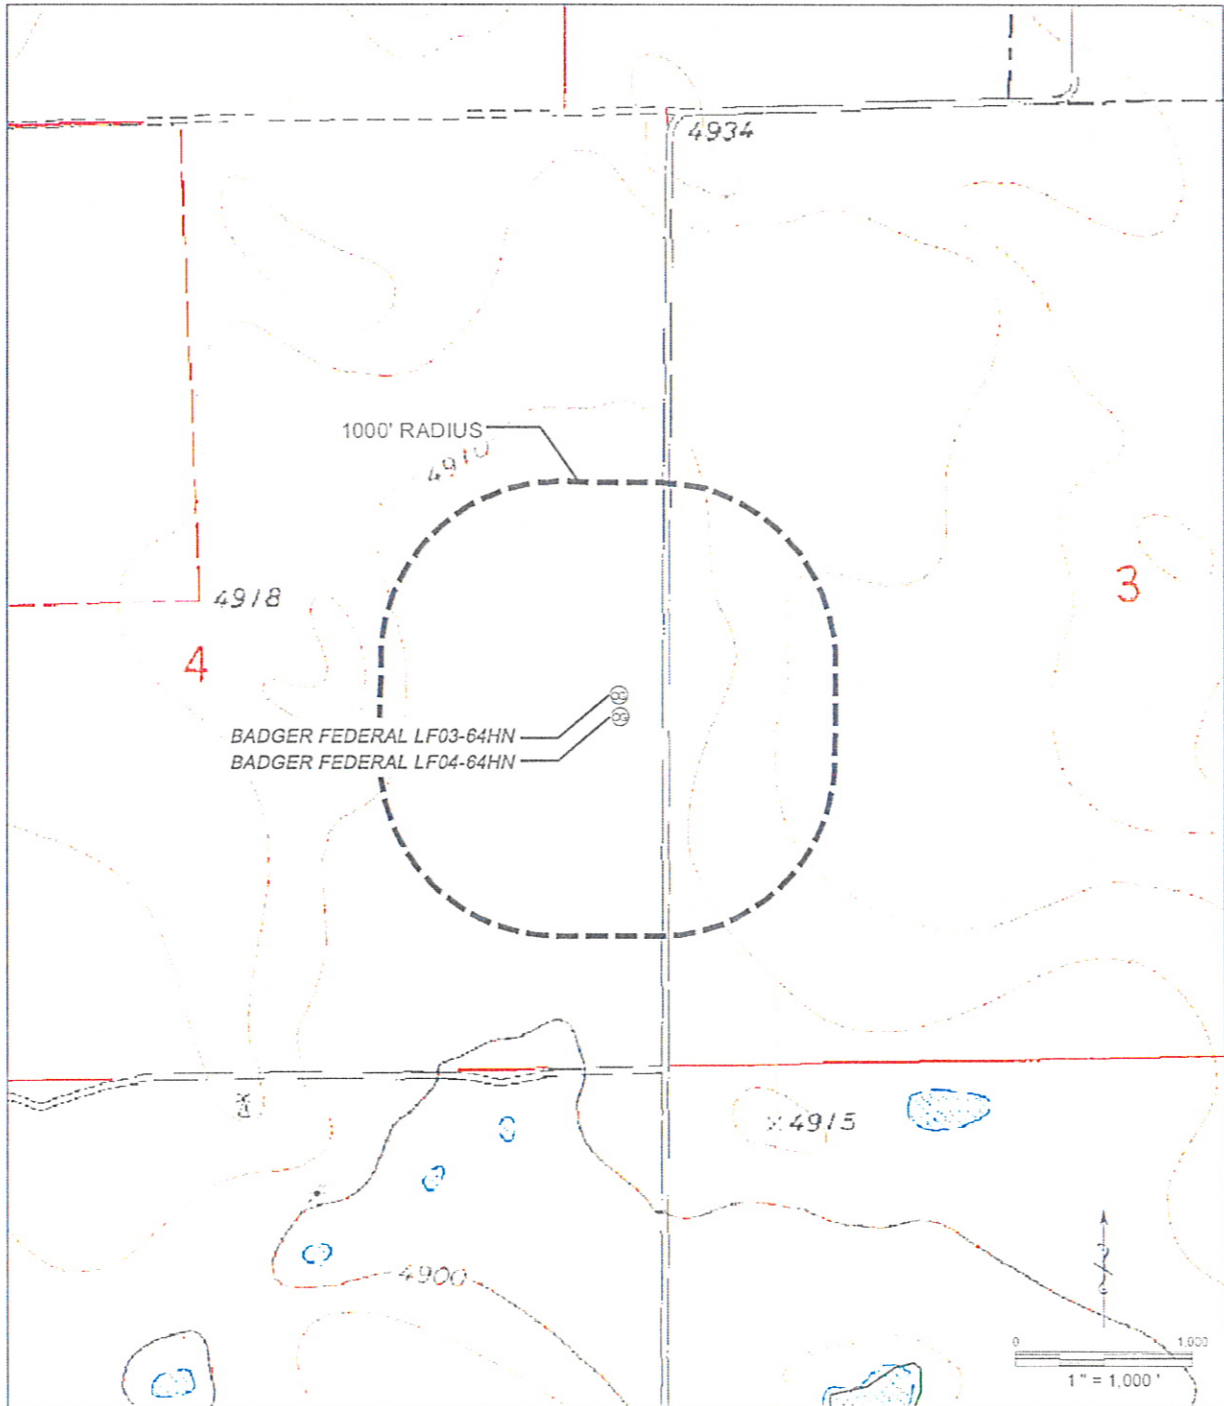 4934
1000' RADIUS
4910
3
4918
4
BADGER FEDERAL LF03-64HN
BADGER FEDERAL LF04-64HN
×4915
4900
0 1,000
1" = 1,000'